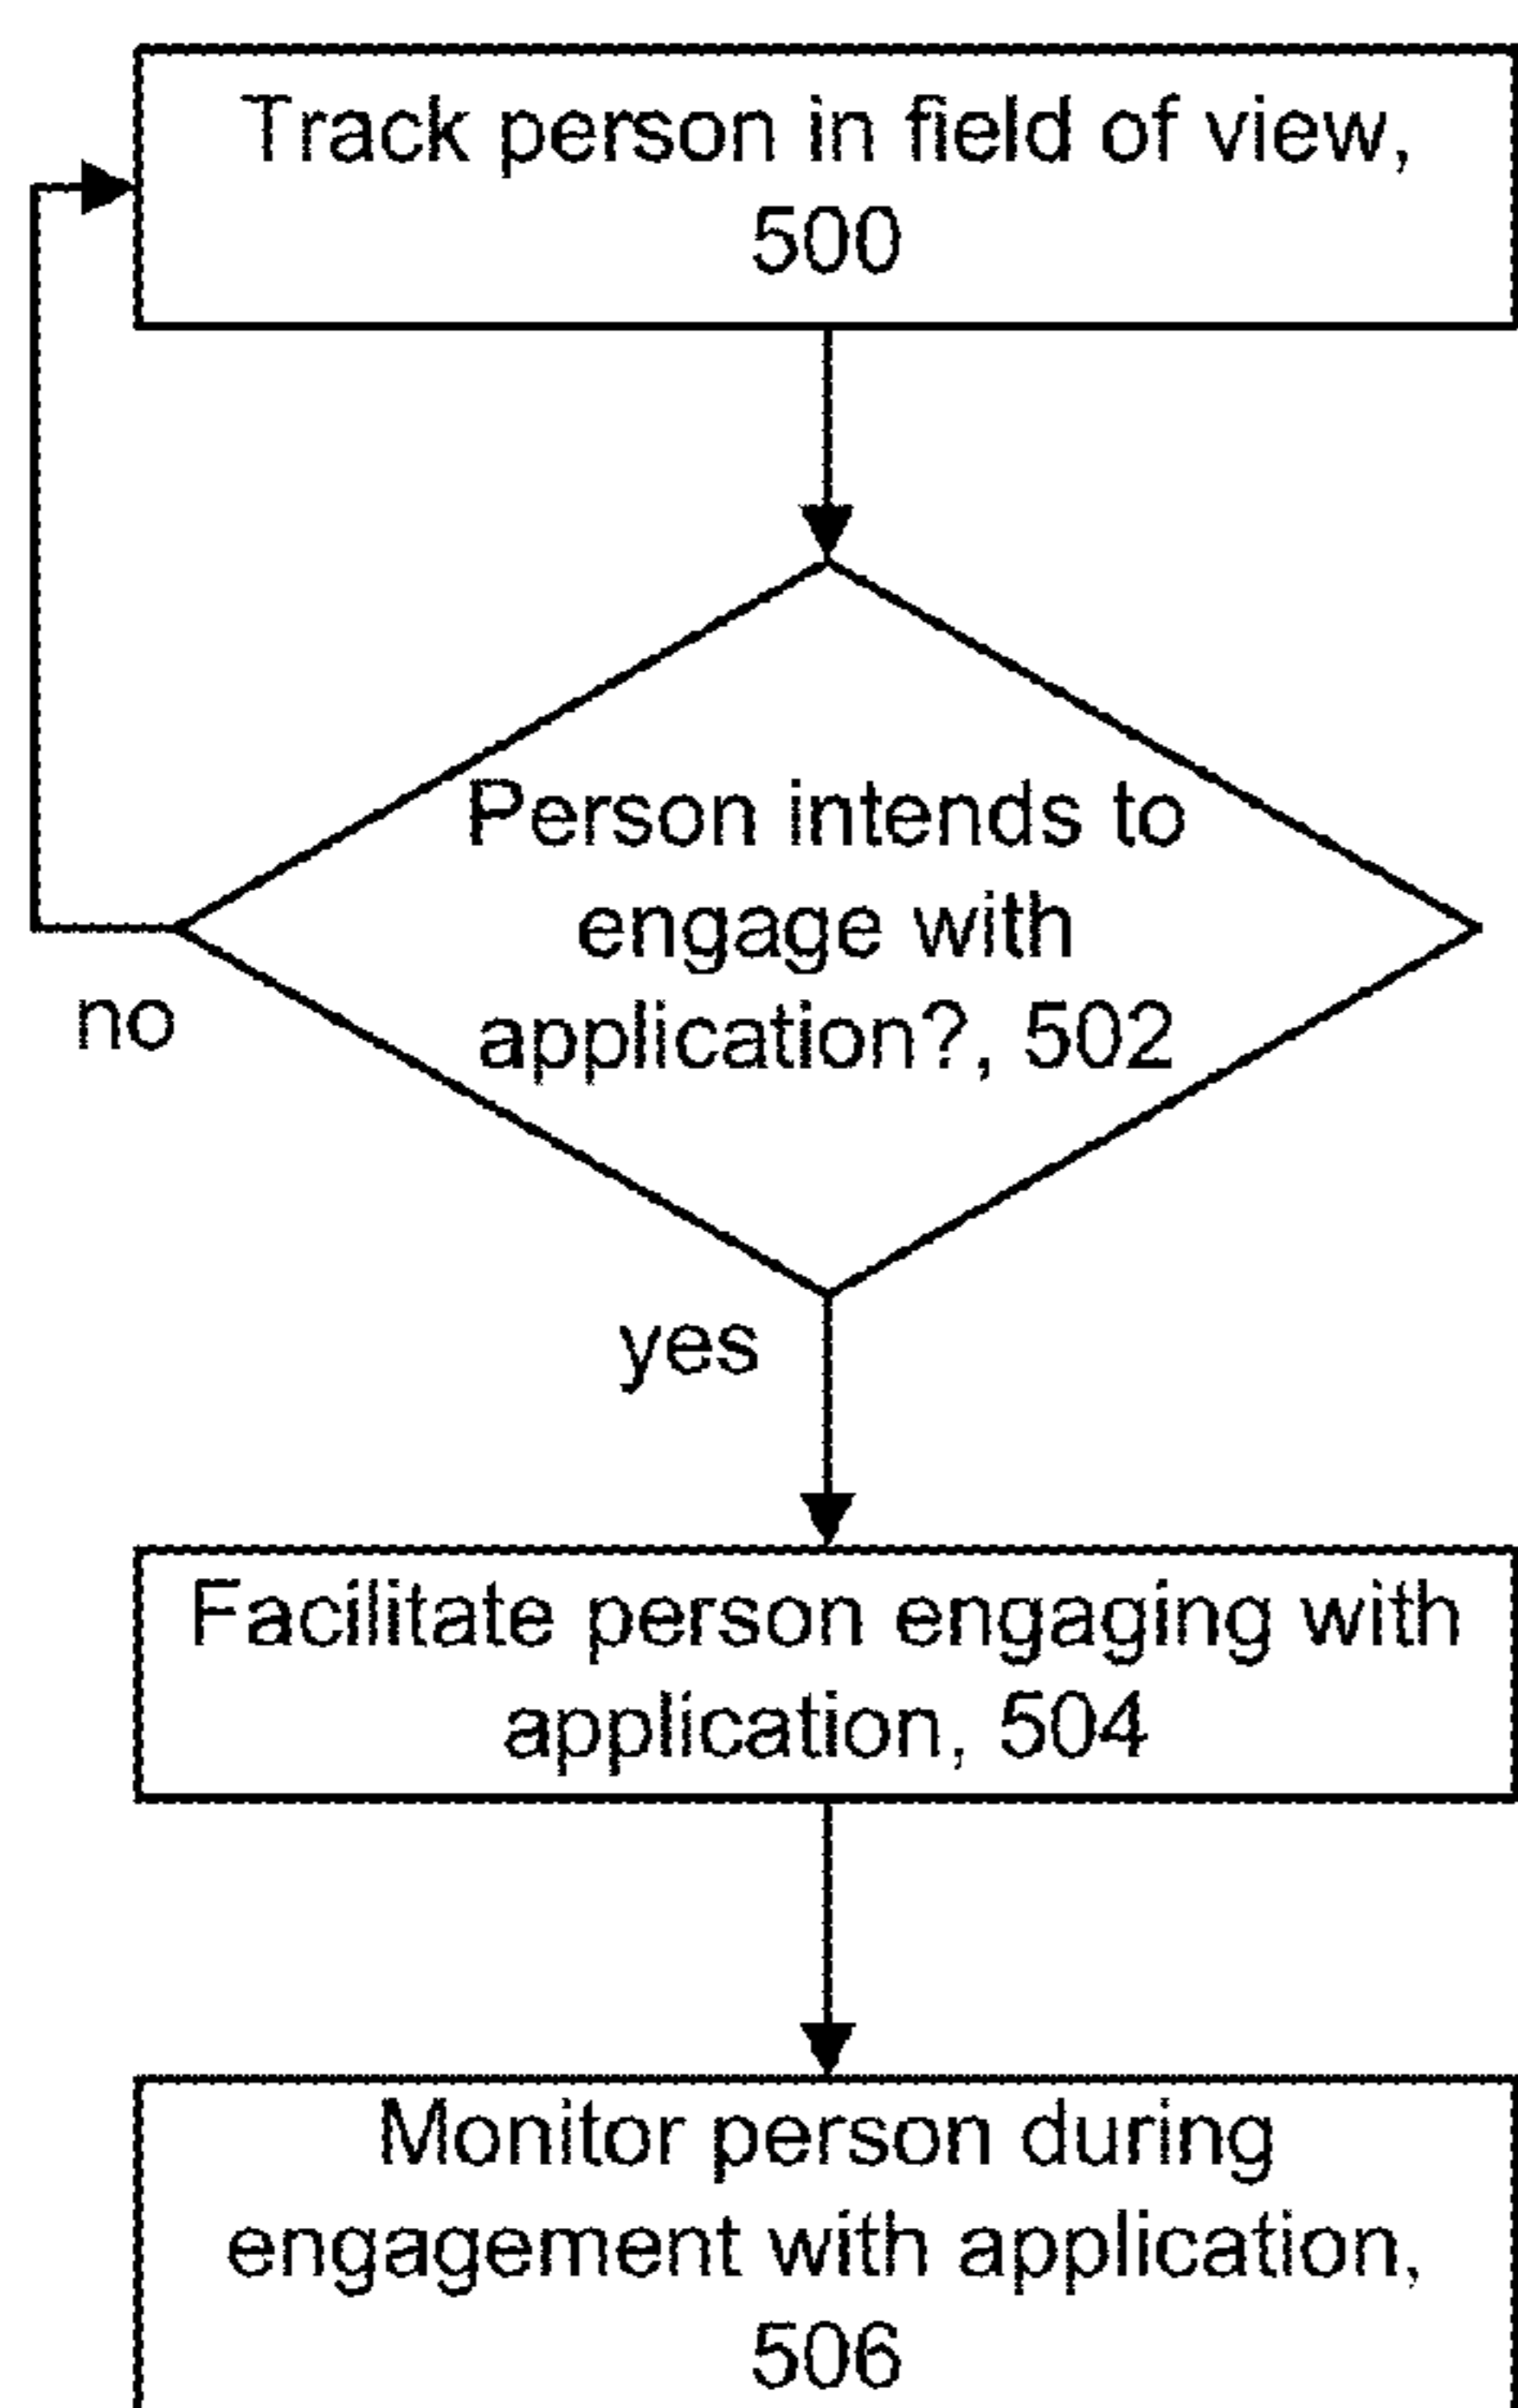 Track person in field of view,
500
Person intends to
engage with
application?, 502
no
yes
Facilitate person engaging with
application, 504
Monitor person during
engagement with application,
506